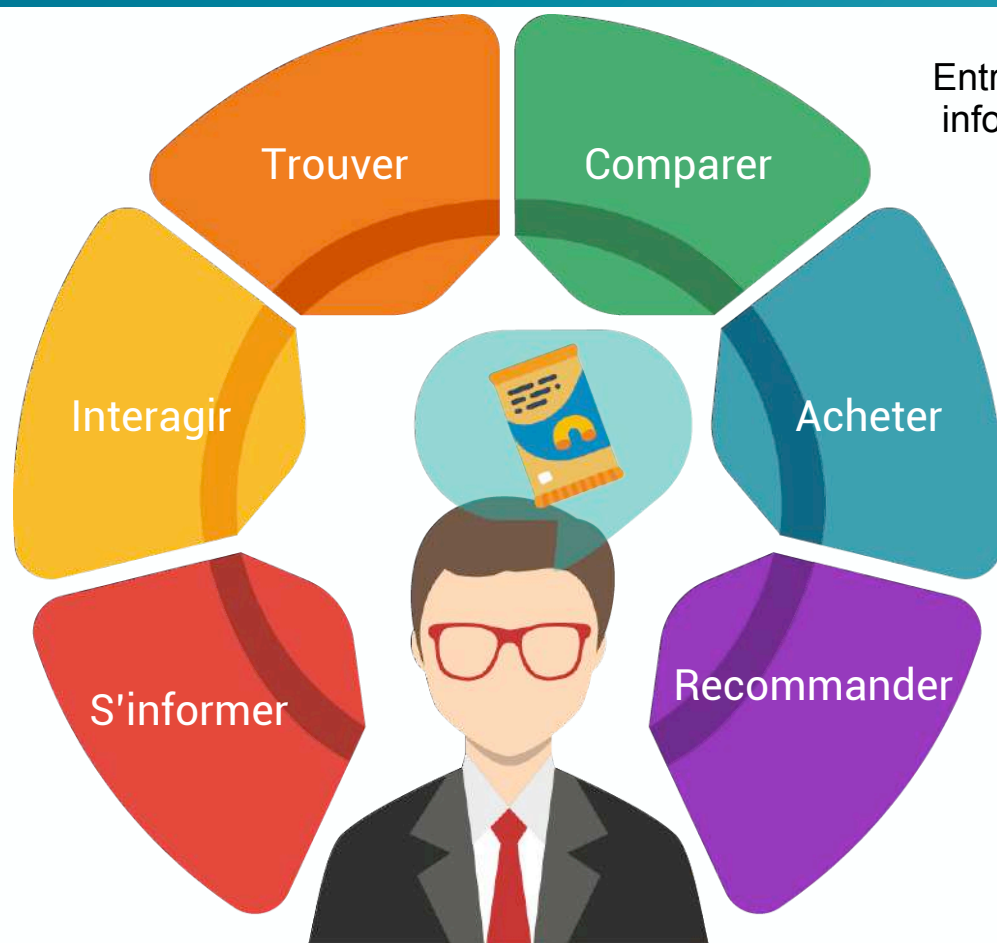 Trouver
Comparer
Interagir
Acheter
S'informer
Recommander